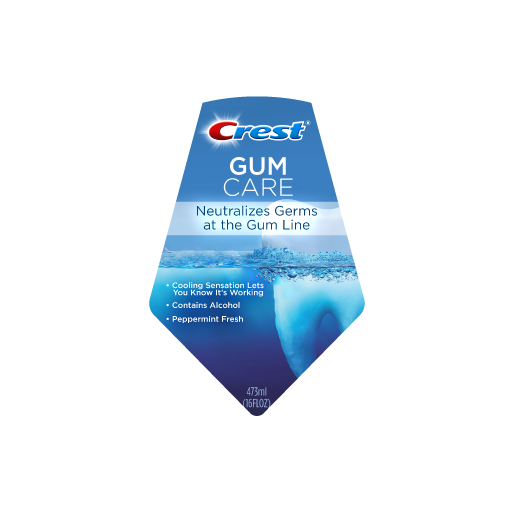 Crest®
GUM
CARE
Neutralizes Germs
at the Gum Line
• Cooling Sensation Lets
You Know It's Working
• Contains Alcohol
• Peppermint Fresh
473ml
(16FLOZ)